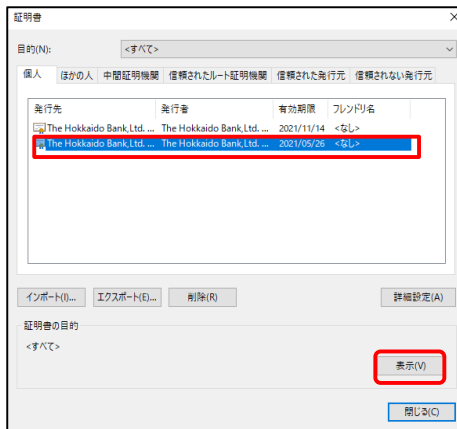 証明書
目的(N): <すべて>
個人 ほかの人 中間証明機関 信頼されたルート証明機関 信頼された発行元 信頼されない発行元
発行先 発行者 有効期限 フレンドリ名
The Hokkaido Bank,Ltd. ... The Hokkaido Bank,Ltd. ... 2021/11/14 <なし>
The Hokkaido Bank,Ltd. ... The Hokkaido Bank,Ltd. ... 2021/05/26 <なし>
インポート(I)... エクスポート(E)... 削除(R) 詳細設定(A)
証明書の目的
<すべて>
表示(V)
閉じる(C)